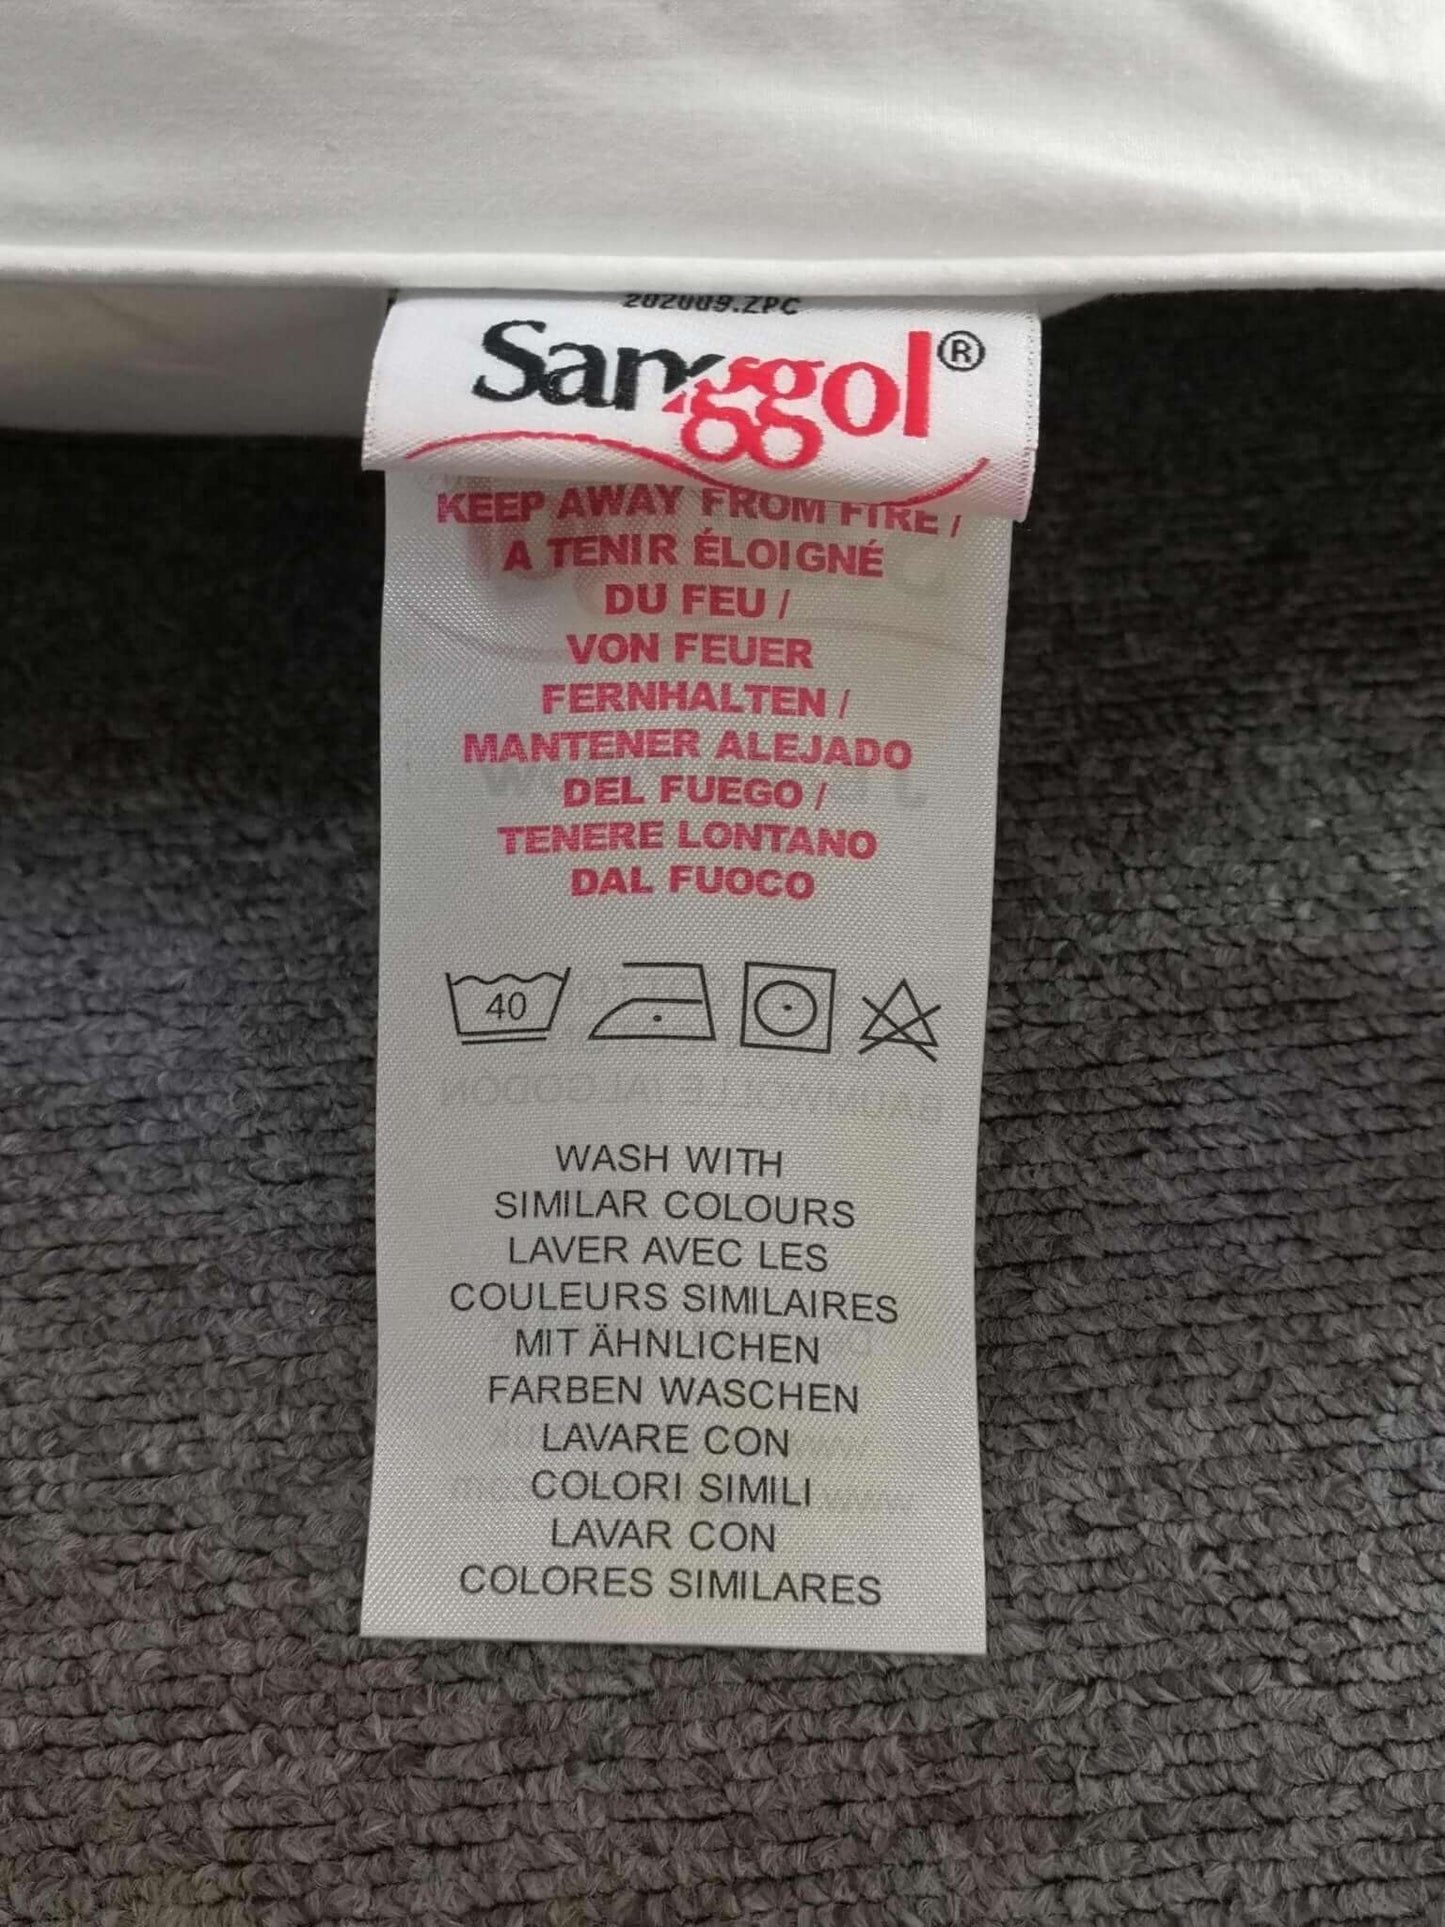 202009.ZPC
Sanggol®
KEEP AWAY FROM FIRE /
A TENIR ÉLOIGNÉ
DU FEU /
VON FEUER
FERNHALTEN /
MANTENER ALEJADO
DEL FUEGO /
TENERE LONTANO
DAL FUOCO
40
WASH WITH
SIMILAR COLOURS
LAVER AVEC LES
COULEURS SIMILAIRES
MIT ÄHNLICHEN
FARBEN WASCHEN
LAVARE CON
COLORI SIMILI
LAVAR CON
COLORES SIMILARES